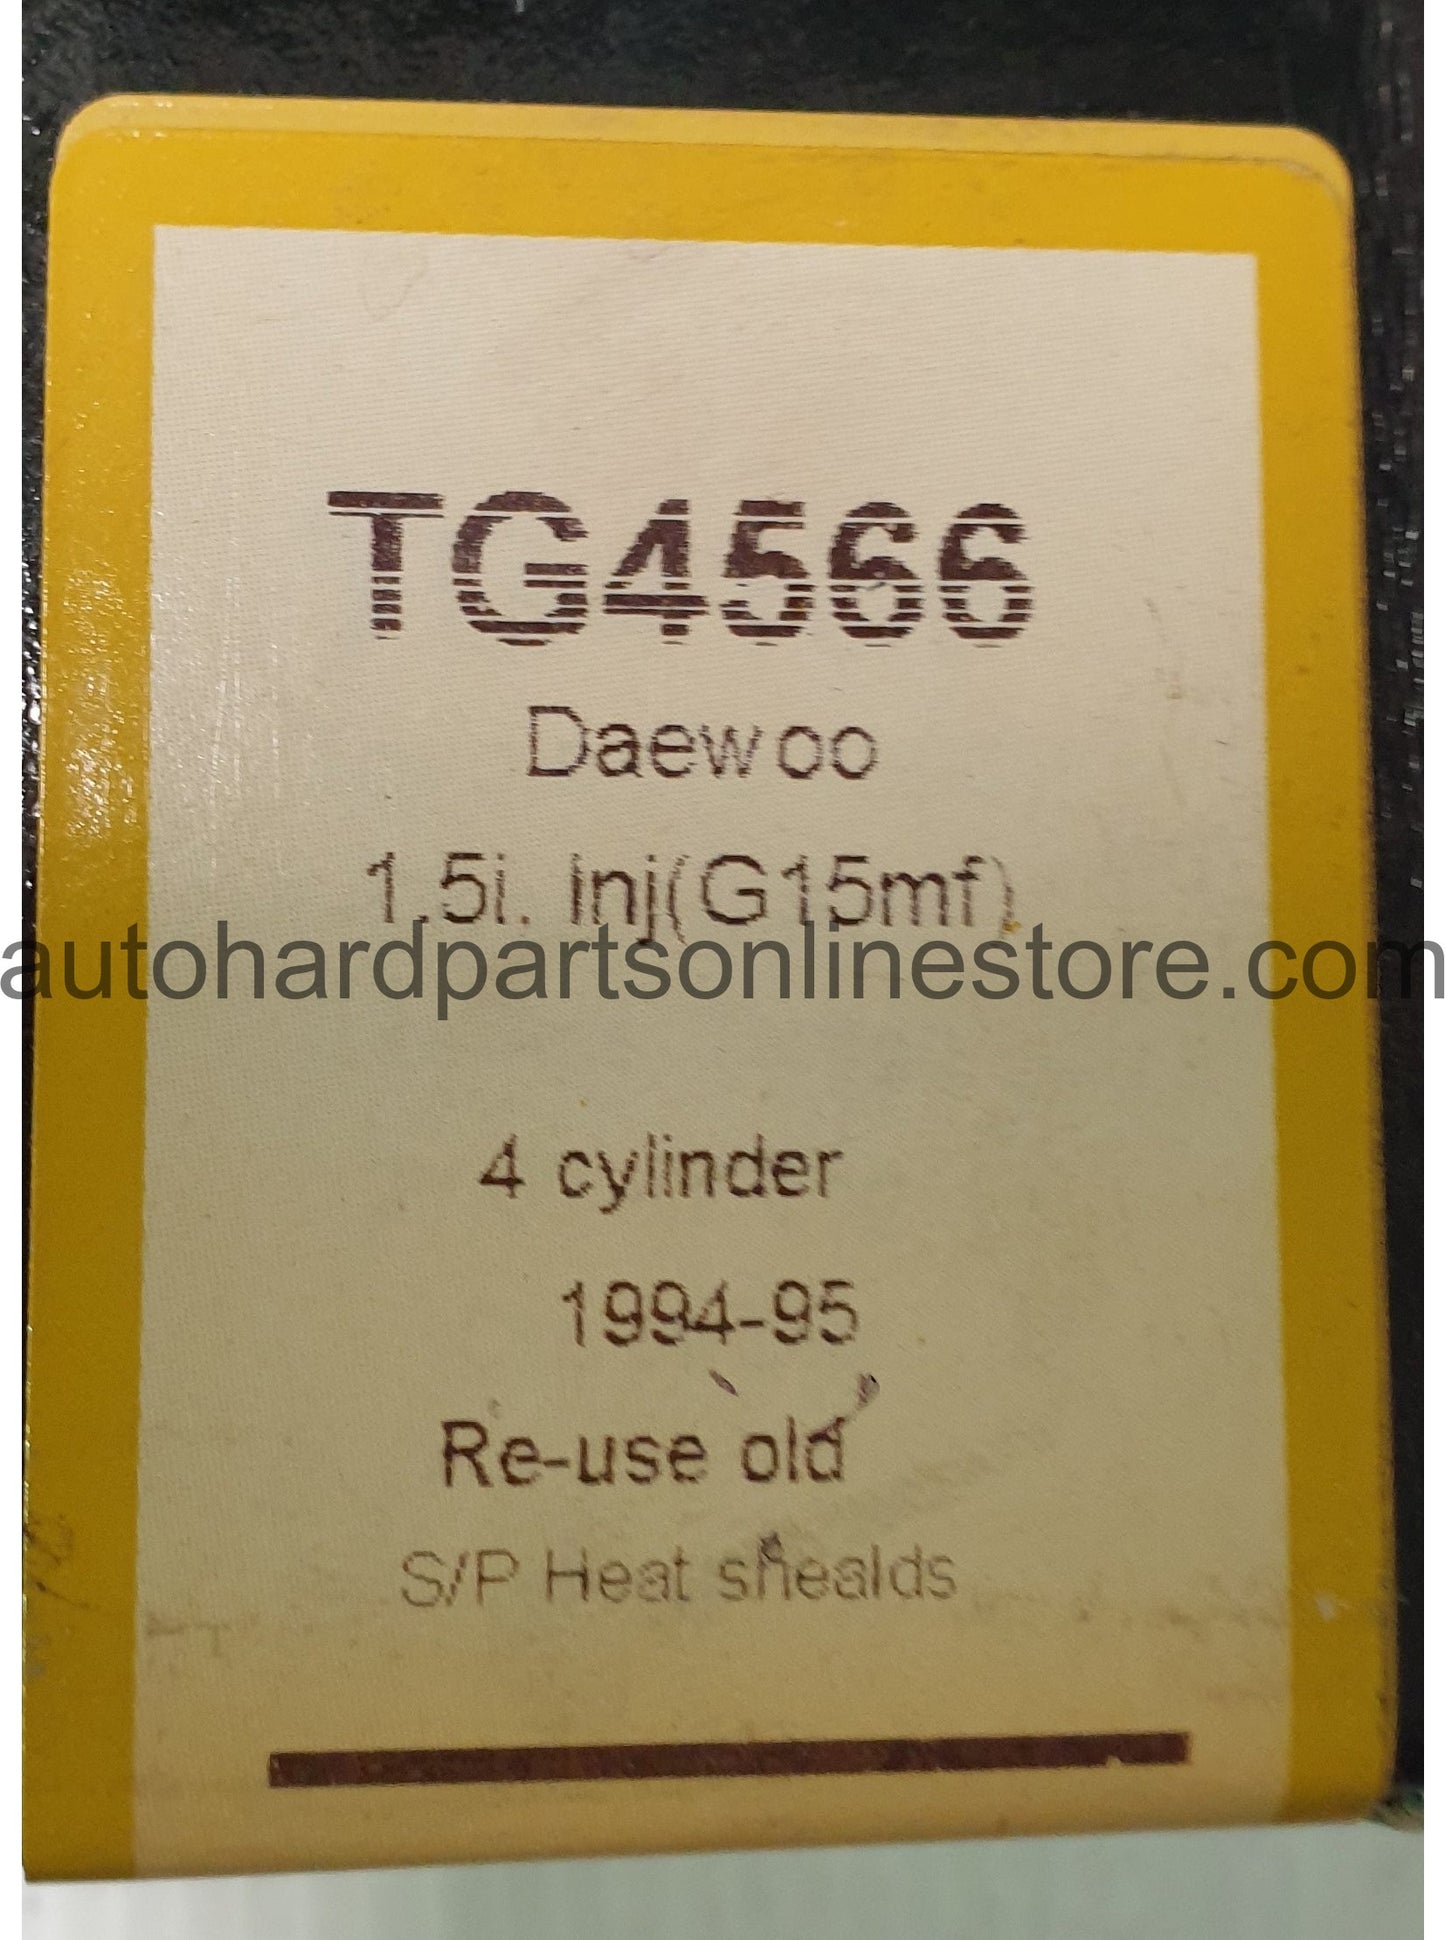 TG4566
Daewoo
1.5i. inj(G15mf)
autohardpartsonlinestore.com
4 cylinder
1994-95
Re-use old
S/P Heat shealds